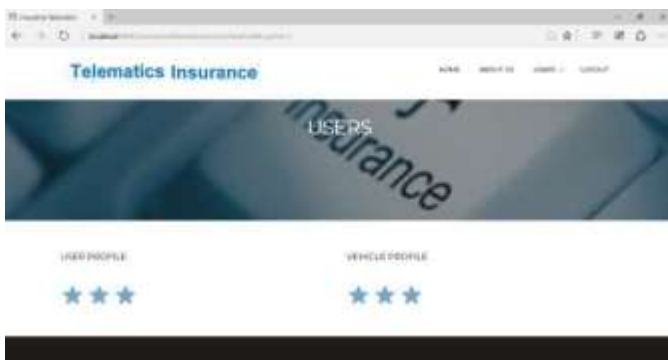 Telematics Insurance
HOME ABOUT US USERS LOGOUT
USERS
Insurance
USER PROFILE
VEHICLE PROFILE